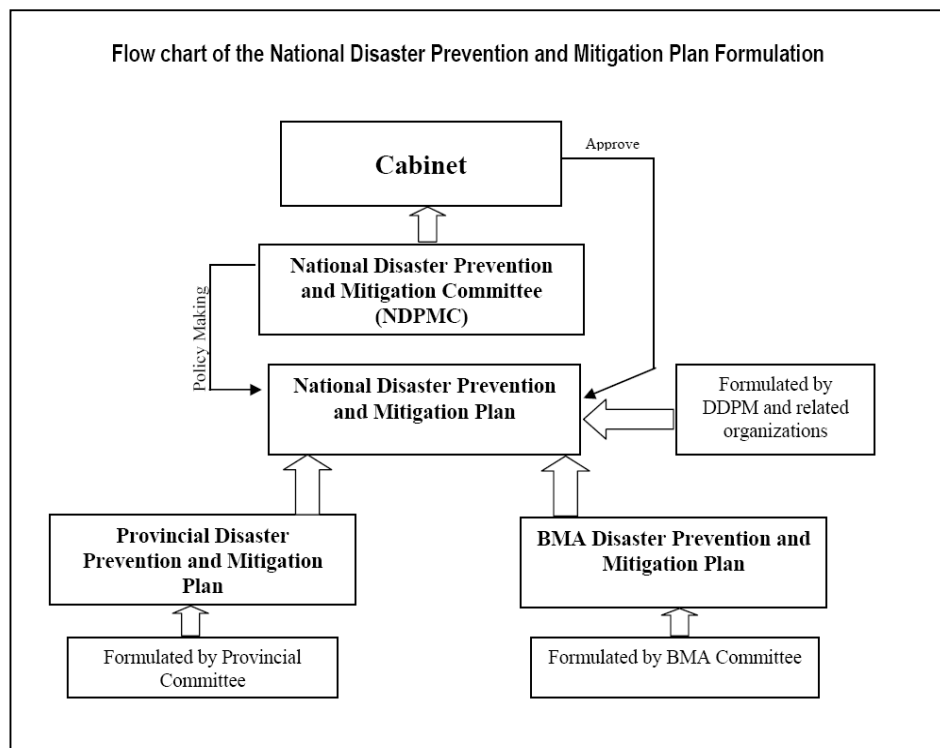 Flow chart of the National Disaster Prevention and Mitigation Plan Formulation
Cabinet
Approve
National Disaster Prevention
and Mitigation Committee
(NDPMC)
Policy Making
National Disaster Prevention
and Mitigation Plan
Formulated by
DDPM and related
organizations
Provincial Disaster
Prevention and Mitigation
Plan
BMA Disaster Prevention and
Mitigation Plan
Formulated by Provincial
Committee
Formulated by BMA Committee